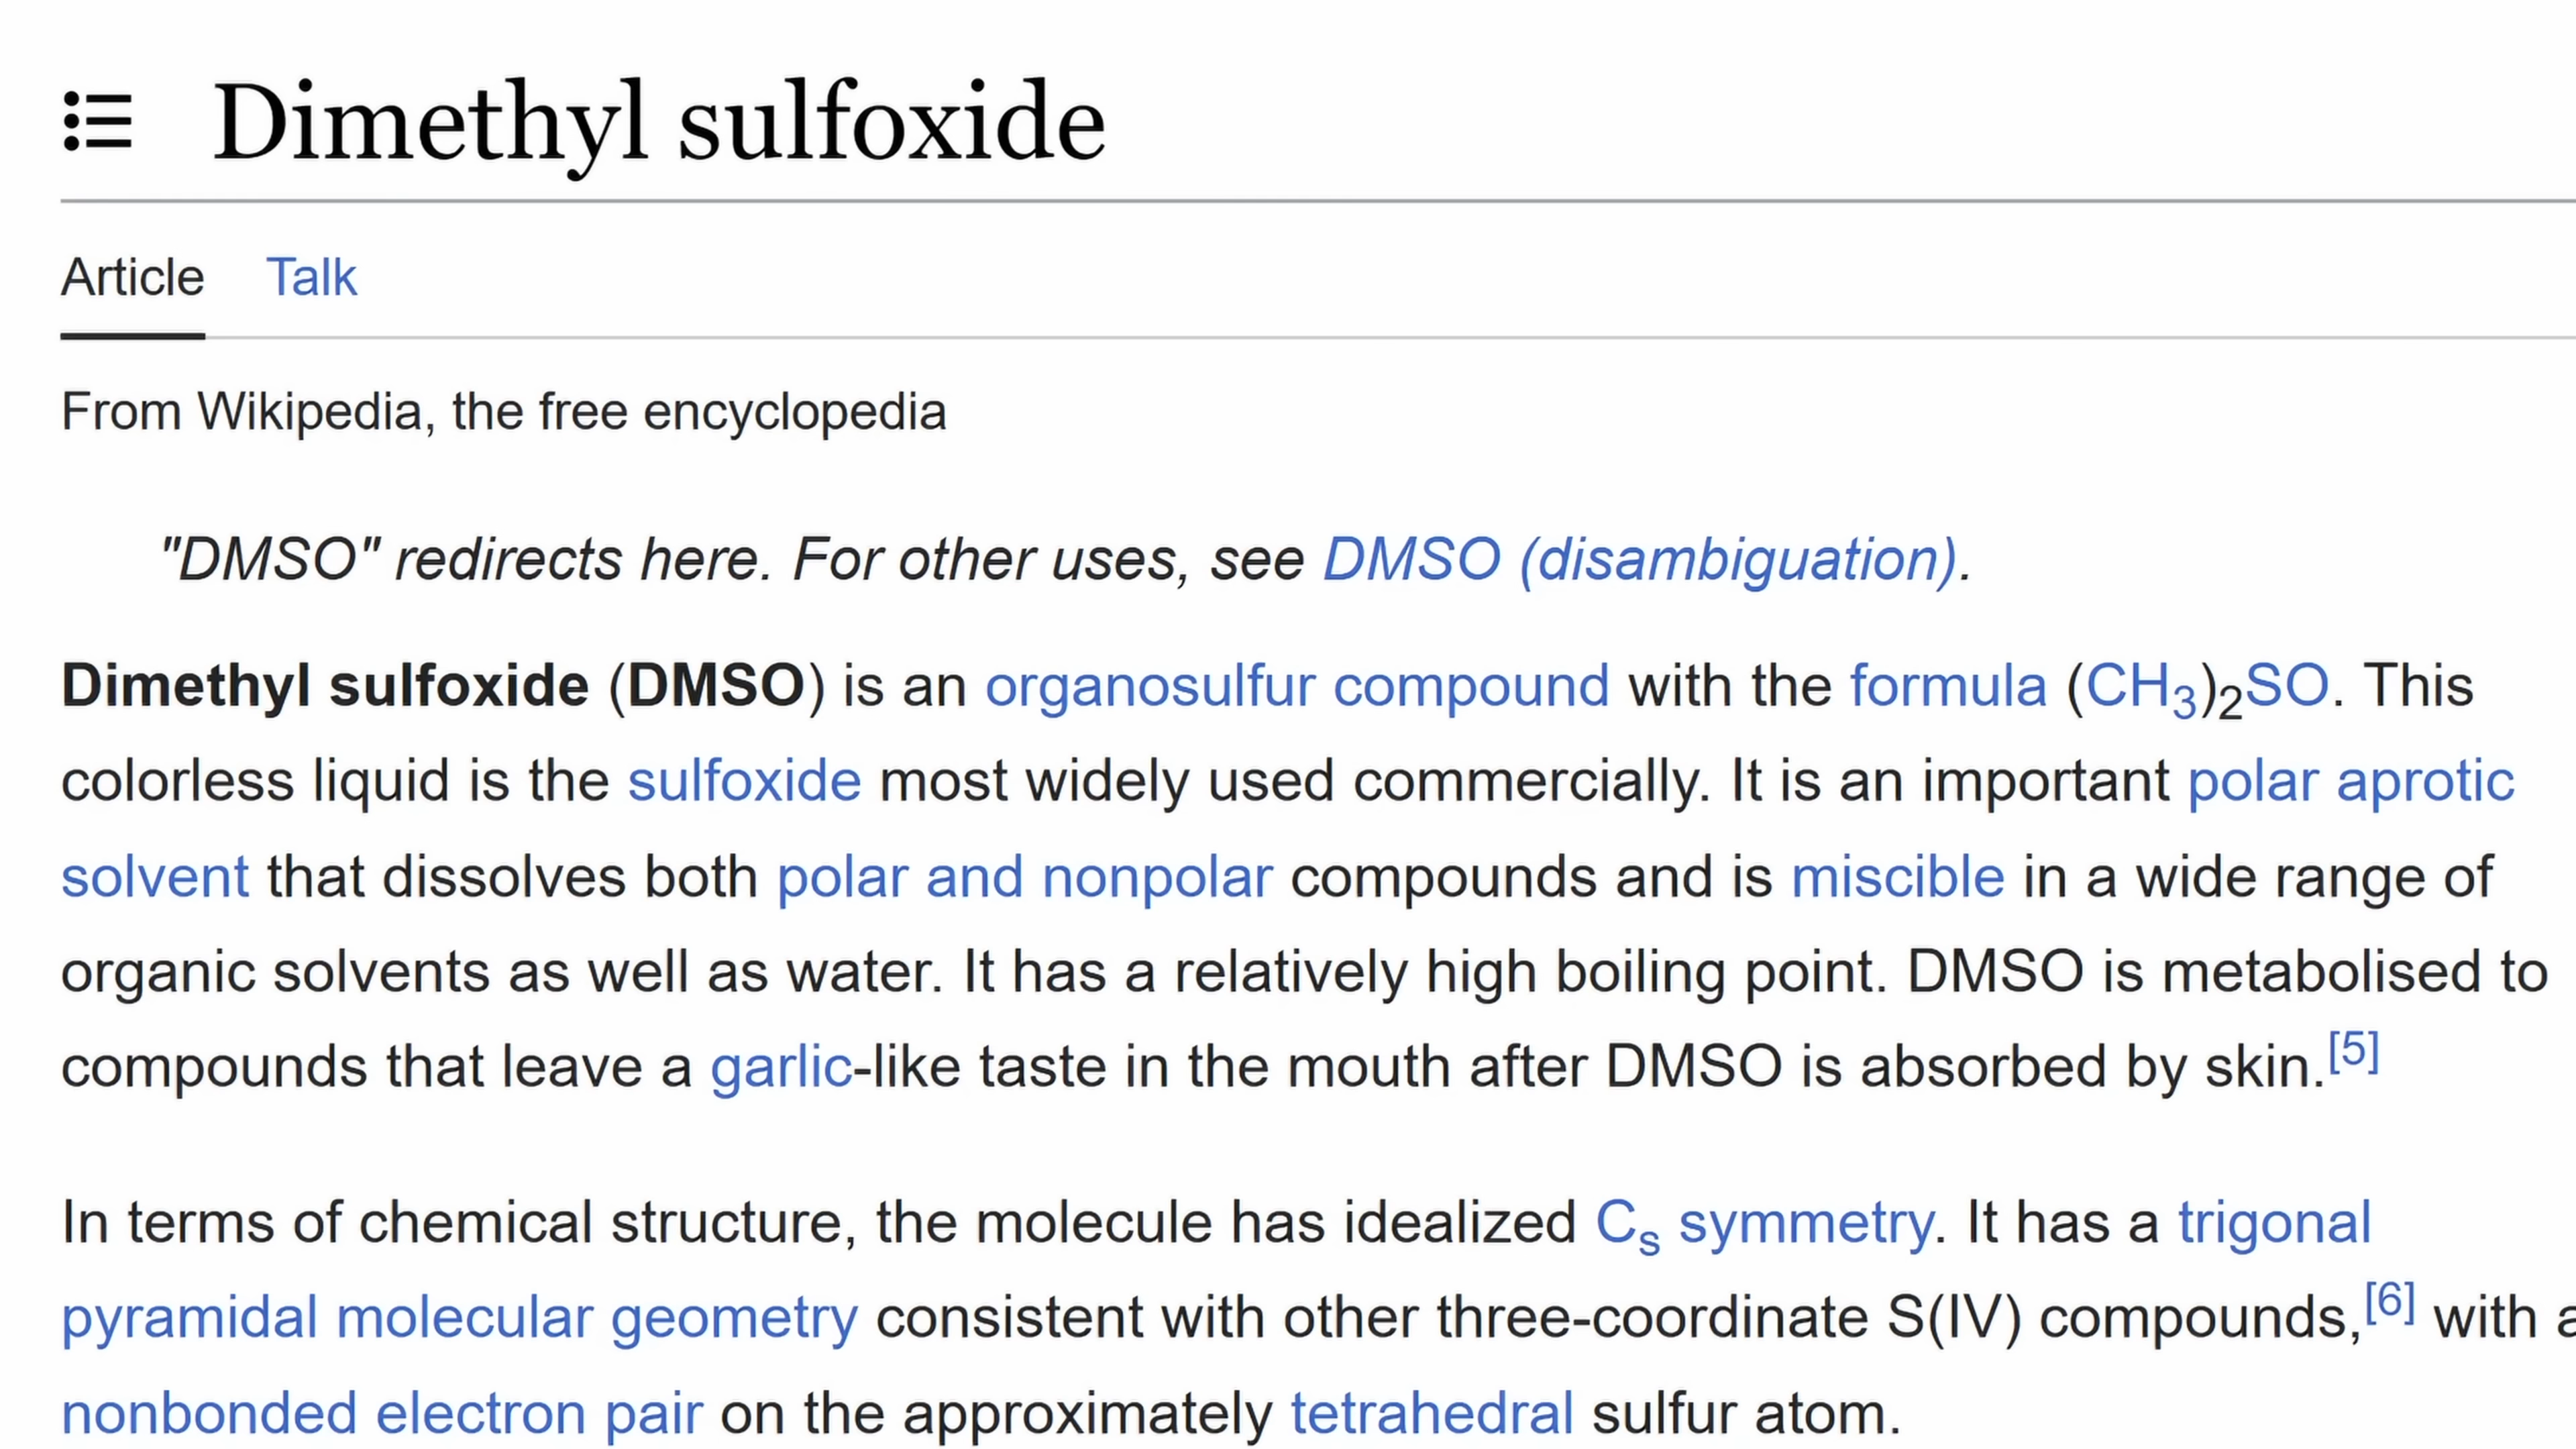 Dimethyl sulfoxide
Article Talk
From Wikipedia, the free encyclopedia
"DMSO" redirects here. For other uses, see DMSO (disambiguation).
Dimethyl sulfoxide (DMSO) is an organosulfur compound with the formula (CH₃)₂SO. This
colorless liquid is the sulfoxide most widely used commercially. It is an important polar aprotic
solvent that dissolves both polar and nonpolar compounds and is miscible in a wide range of
organic solvents as well as water. It has a relatively high boiling point. DMSO is metabolised to
compounds that leave a garlic-like taste in the mouth after DMSO is absorbed by skin.[5]
In terms of chemical structure, the molecule has idealized Cₛ symmetry. It has a trigonal
pyramidal molecular geometry consistent with other three-coordinate S(IV) compounds,[6] with a
nonbonded electron pair on the approximately tetrahedral sulfur atom.